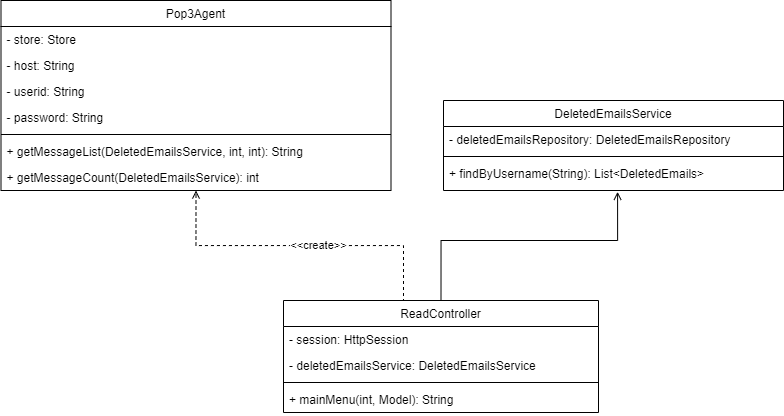 Pop3Agent
- store: Store
- host: String
- userid: String
- password: String
+ getMessageList(DeletedEmailsService, int, int): String
+ getMessageCount(DeletedEmailsService): int
DeletedEmailsService
- deletedEmailsRepository: DeletedEmailsRepository
+ findByUsername(String): List<DeletedEmails>
<<create>>
ReadController
- session: HttpSession
- deletedEmailsService: DeletedEmailsService
+ mainMenu(int, Model): String